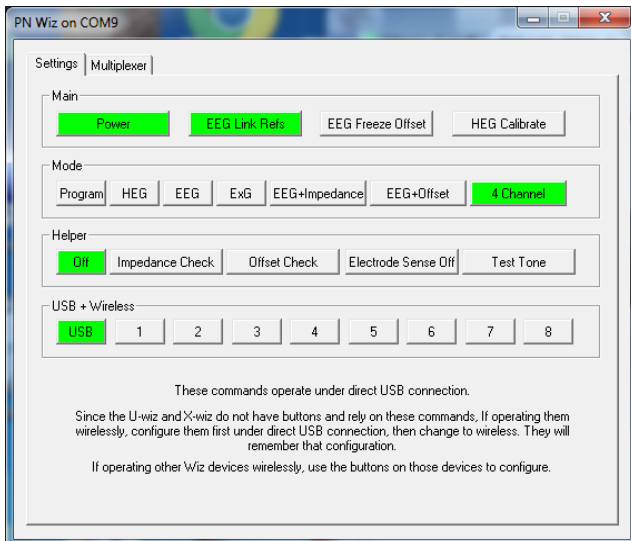 PN Wiz on COM9
Settings Multiplexer
Main
Power EEG Link Refs EEG Freeze Offset HEG Calibrate
Mode
Program HEG EEG ExG EEG+Impedance EEG+Offset 4 Channel
Helper
Off Impedance Check Offset Check Electrode Sense Off Test Tone
USB + Wireless
USB 1 2 3 4 5 6 7 8
These commands operate under direct USB connection.
Since the U-wiz and X-wiz do not have buttons and rely on these commands, If operating them
wirelessly, configure them first under direct USB connection, then change to wireless. They will
remember that configuration.
If operating other Wiz devices wirelessly, use the buttons on those devices to configure.